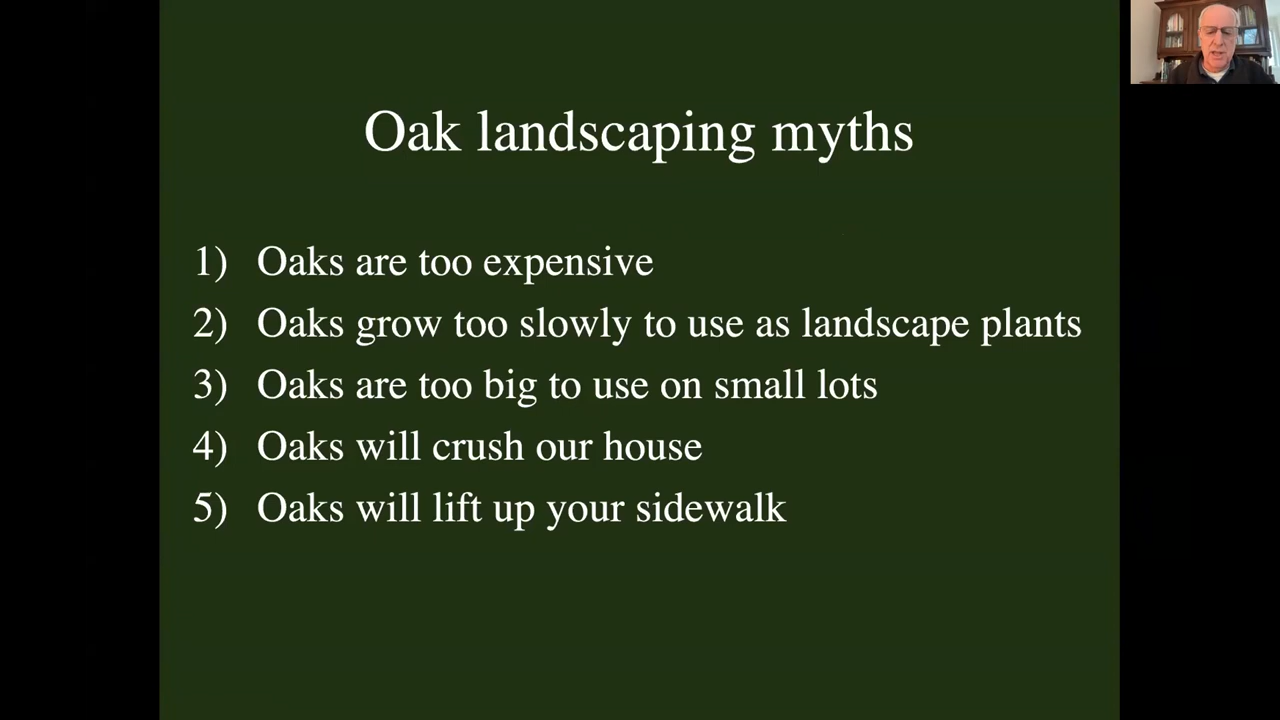 Oak landscaping myths
1) Oaks are too expensive
2) Oaks grow too slowly to use as landscape plants
3) Oaks are too big to use on small lots
4) Oaks will crush our house
5) Oaks will lift up your sidewalk